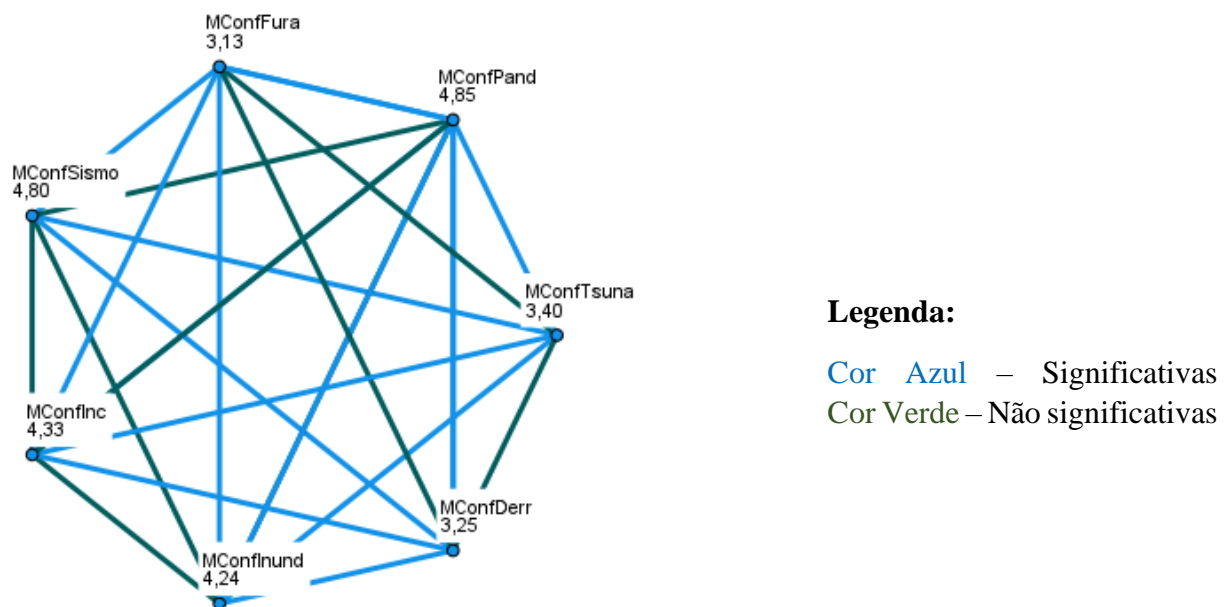 MConfFura
3,13
MConfPand
4,85
MConfSismo
4,80
MConfTsuna
3,40
MConfInc
4,33
MConfDerr
3,25
MConfInund
4,24
Legenda:
Cor Azul – Significativas
Cor Verde – Não significativas